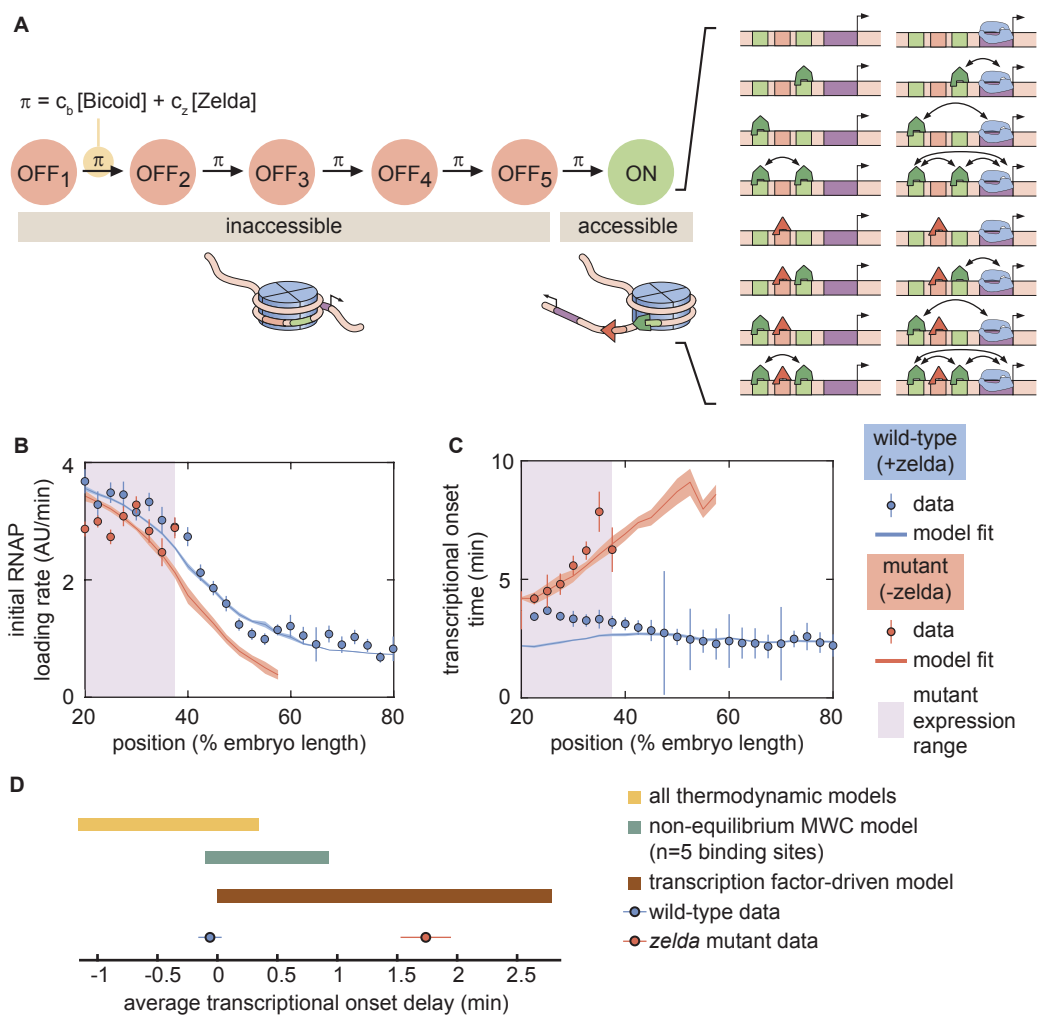 A
π = cb [Bicoid] + cz [Zelda]
OFF1 π OFF2 π OFF3 π OFF4 π OFF5 π ON
inaccessible
accessible
B
initial RNAP
loading rate (AU/min)
4
2
0
20 40 60 80
position (% embryo length)
C
transcriptional onset
time (min)
10
5
0
20 40 60 80
position (% embryo length)
wild-type
(+zelda)
data
model fit
mutant
(-zelda)
data
model fit
mutant
expression
range
D
all thermodynamic models
non-equilibrium MWC model
(n=5 binding sites)
transcription factor-driven model
wild-type data
zelda mutant data
-1 -0.5 0 0.5 1 1.5 2 2.5
average transcriptional onset delay (min)